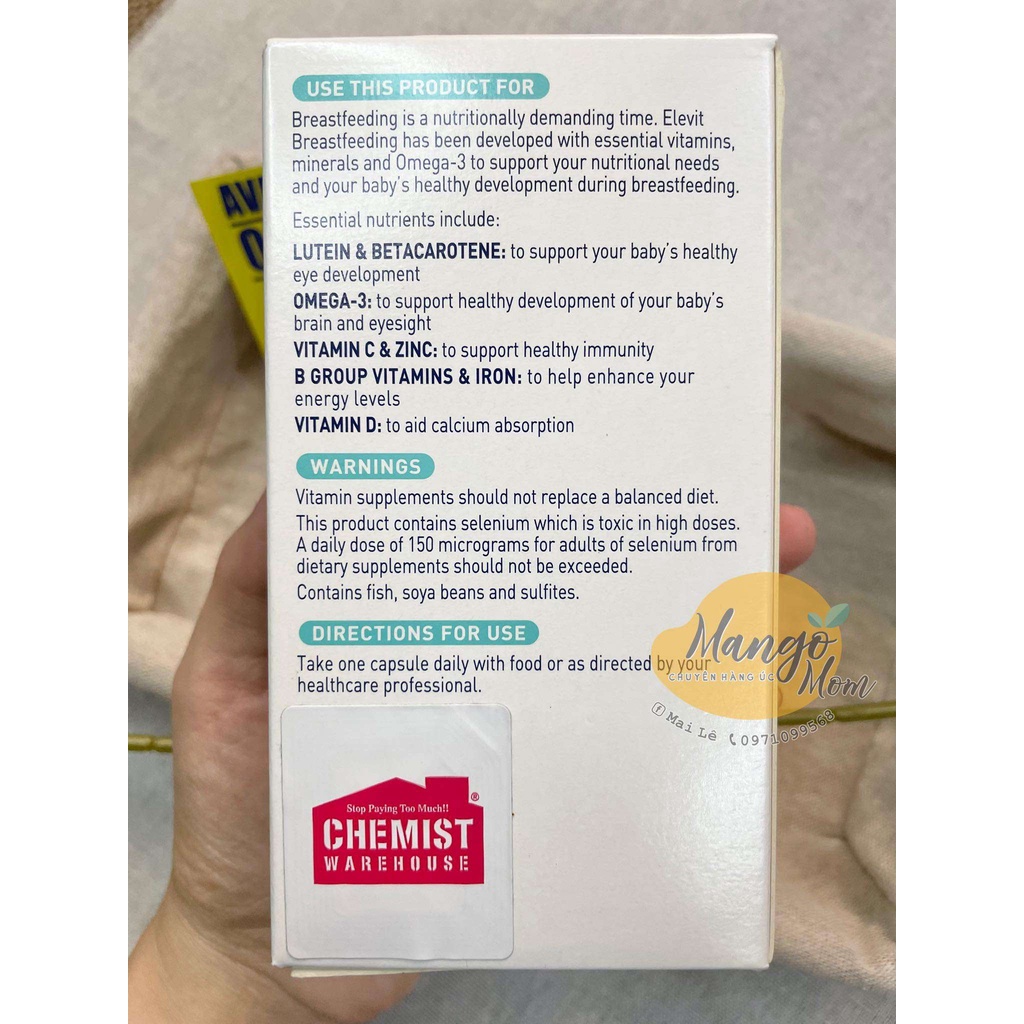 USE THIS PRODUCT FOR
Breastfeeding is a nutritionally demanding time. Elevit
Breastfeeding has been developed with essential vitamins,
minerals and Omega-3 to support your nutritional needs
and your baby's healthy development during breastfeeding.
Essential nutrients include:
LUTEIN & BETACAROTENE: to support your baby's healthy
eye development
OMEGA-3: to support healthy development of your baby's
brain and eyesight
VITAMIN C & ZINC: to support healthy immunity
B GROUP VITAMINS & IRON: to help enhance your
energy levels
VITAMIN D: to aid calcium absorption
WARNINGS
Vitamin supplements should not replace a balanced diet.
This product contains selenium which is toxic in high doses.
A daily dose of 150 micrograms for adults of selenium from
dietary supplements should not be exceeded.
Contains fish, soya beans and sulfites.
DIRECTIONS FOR USE
Take one capsule daily with food or as directed by your
healthcare professional.
Mango
CHUYÊN HÀNG ÚC
Mom
Mai Lê 0971099568
Stop Paying Too Much!!
CHEMIST
WAREHOUSE
®